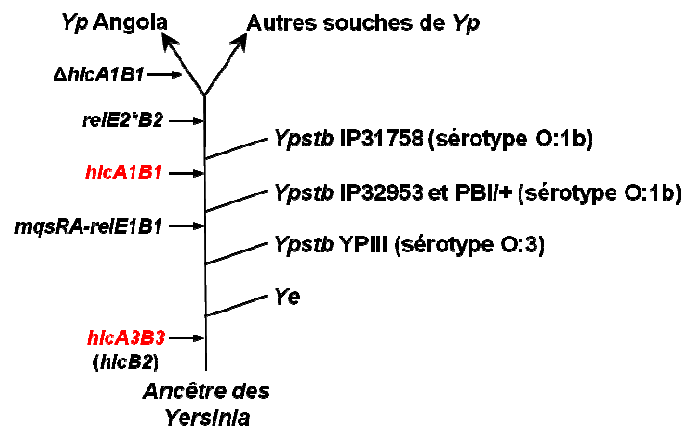 Yp Angola
Autres souches de Yp
ΔhicA1B1
relE2*B2
Ypstb IP31758 (sérotype O:1b)
hicA1B1
Ypstb IP32953 et PBI/+ (sérotype O:1b)
mqsRA-relE1B1
Ypstb YPIII (sérotype O:3)
Ye
hicA3B3
(hicB2)
Ancêtre des
Yersinia